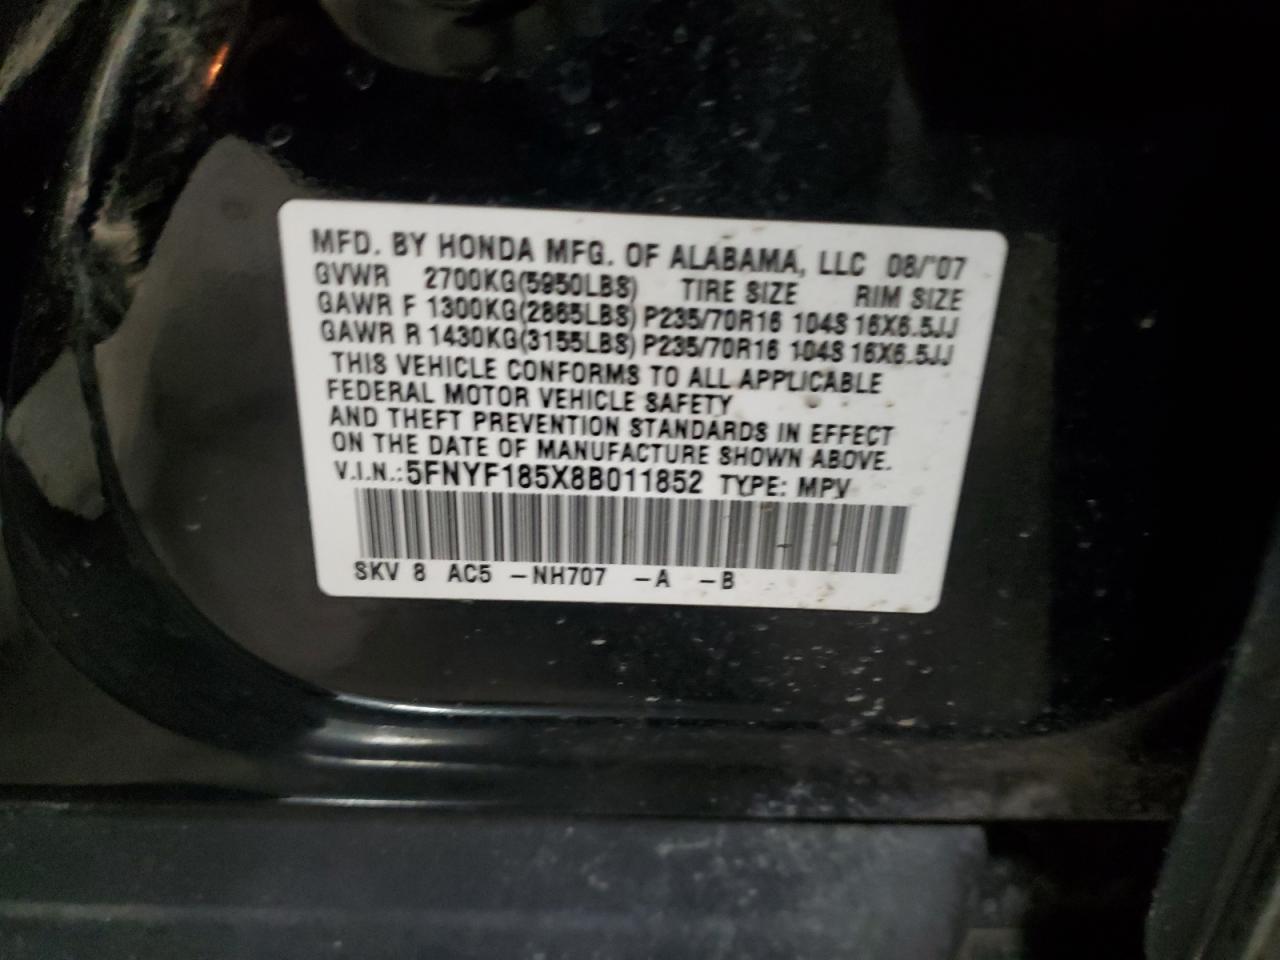 MFD. BY HONDA MFG. OF ALABAMA, LLC 08/'07
GVWR 2700KG(5950LBS) TIRE SIZE RIM SIZE
GAWR F 1300KG(2865LBS) P235/70R16 104S 16X6.5JJ
GAWR R 1430KG(3155LBS) P235/70R16 104S 16X6.5JJ
THIS VEHICLE CONFORMS TO ALL APPLICABLE
FEDERAL MOTOR VEHICLE SAFETY
AND THEFT PREVENTION STANDARDS IN EFFECT
ON THE DATE OF MANUFACTURE SHOWN ABOVE.
V.I.N.:5FNYF185X8B011852 TYPE: MPV
SKV 8 AC5 -NH707 -A -B